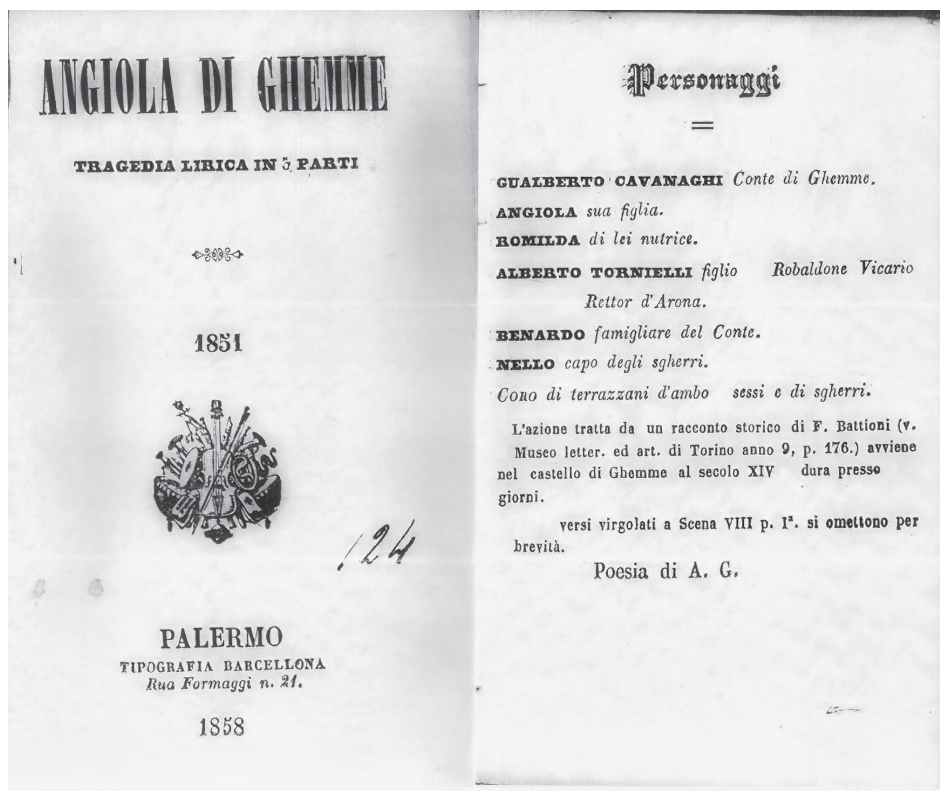 ANGIOLA DI GHEMME
TRAGEDIA LIRICA IN 3 PARTI
1851
124
PALERMO
TIPOGRAFIA BARCELLONA
Rua Formaggi n. 21.
1858
Personaggi
GUALBERTO CAVANAGHI Conte di Ghemme.
ANGIOLA sua figlia.
ROMILDA di lei nutrice.
ALBERTO TORNIELLI figlio Robaldone Vicario
Rettor d'Arona.
BENARDO famigliare del Conte.
NELLO capo degli sgherri.
CORO di terrazzani d'ambo sessi e di sgherri.
L'azione tratta da un racconto storico di F. Battioni (v.
Museo letter. ed art. di Torino anno 9, p. 176.) avviene
nel castello di Ghemme al secolo XIV dura presso
giorni.
versi virgolati a Scena VIII p. Iª. si omettono per
brevità.
Poesia di A. G.